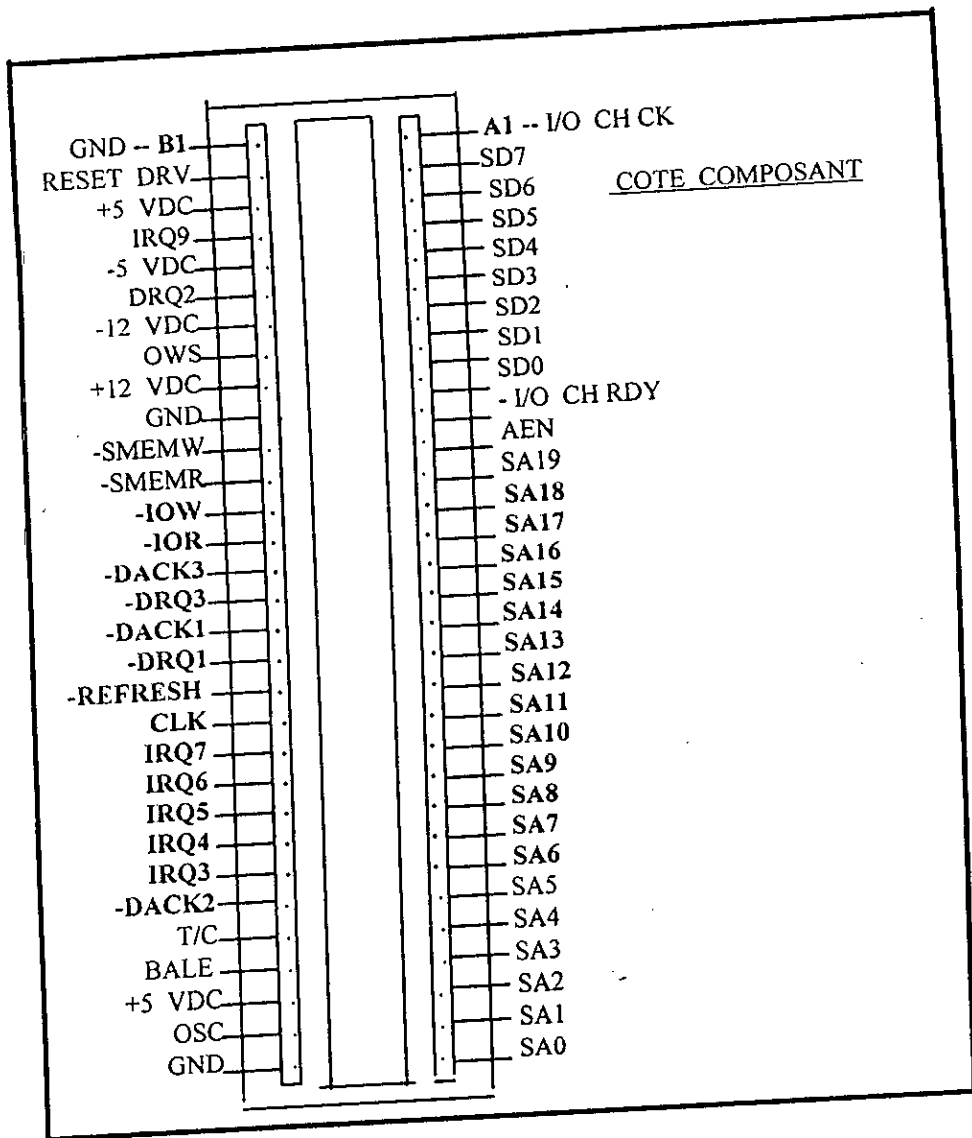 GND -- B1
RESET DRV
+5 VDC
IRQ9
-5 VDC
DRQ2
-12 VDC
OWS
+12 VDC
GND
-SMEMW
-SMEMR
-IOW
-IOR
-DACK3
-DRQ3
-DACK1
-DRQ1
-REFRESH
CLK
IRQ7
IRQ6
IRQ5
IRQ4
IRQ3
-DACK2
T/C
BALE
+5 VDC
OSC
GND
A1 -- I/O CH CK
SD7
SD6
SD5
SD4
SD3
SD2
SD1
SD0
- I/O CH RDY
AEN
SA19
SA18
SA17
SA16
SA15
SA14
SA13
SA12
SA11
SA10
SA9
SA8
SA7
SA6
SA5
SA4
SA3
SA2
SA1
SA0
COTE COMPOSANT